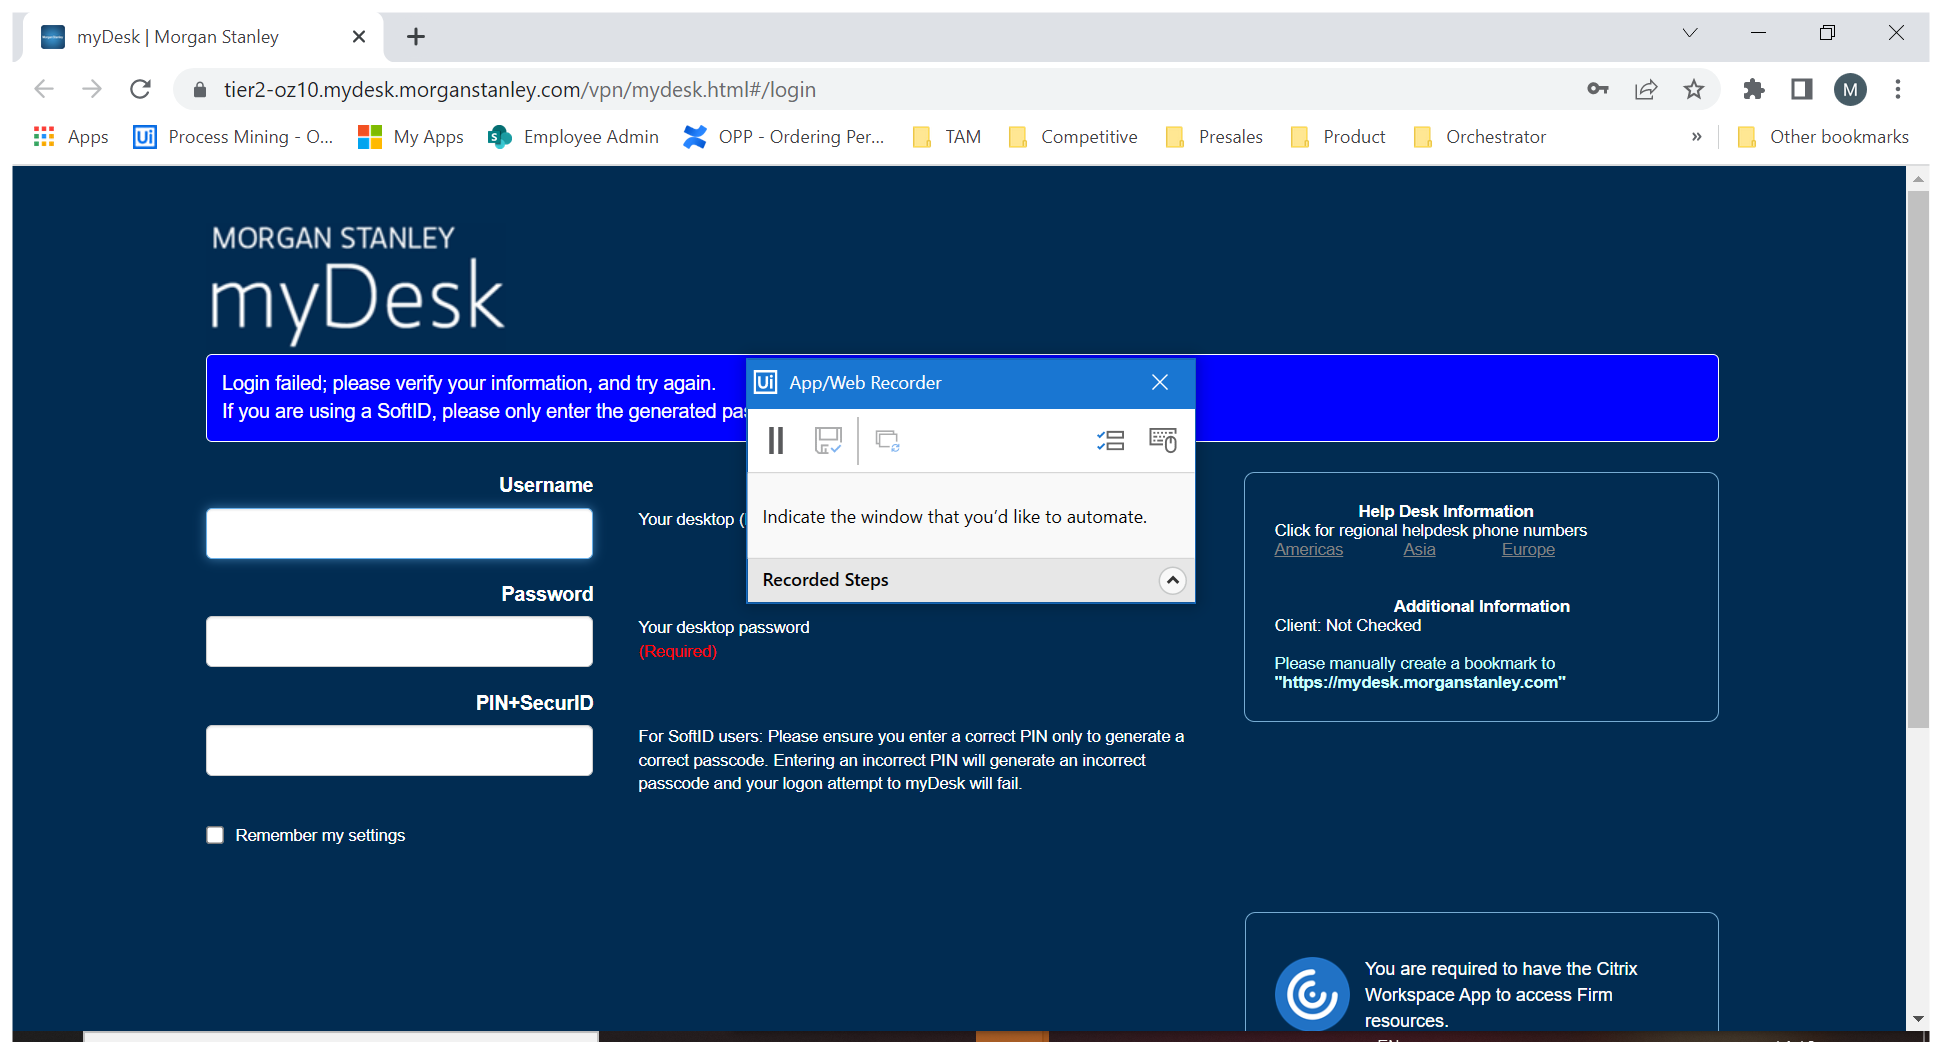 myDesk | Morgan Stanley
tier2-oz10.mydesk.morganstanley.com/vpn/mydesk.html#/login
M
Apps
Process Mining - O...
My Apps
Employee Admin
OPP - Ordering Per...
TAM
Competitive
Presales
Product
Orchestrator
»
Other bookmarks
MORGAN STANLEY
myDesk
Login failed; please verify your information, and try again.
If you are using a SoftID, please only enter the generated
Ui App/Web Recorder
Indicate the window that you'd like to automate.
Recorded Steps
Username
Your desktop
Password
Your desktop password
(Required)
PIN+SecurID
For SoftID users: Please ensure you enter a correct PIN only to generate a
correct passcode. Entering an incorrect PIN will generate an incorrect
passcode and your logon attempt to myDesk will fail.
Remember my settings
Help Desk Information
Click for regional helpdesk phone numbers
Americas Asia Europe
Additional Information
Client: Not Checked
Please manually create a bookmark to
"https://mydesk.morganstanley.com"
You are required to have the Citrix
Workspace App to access Firm
resources.